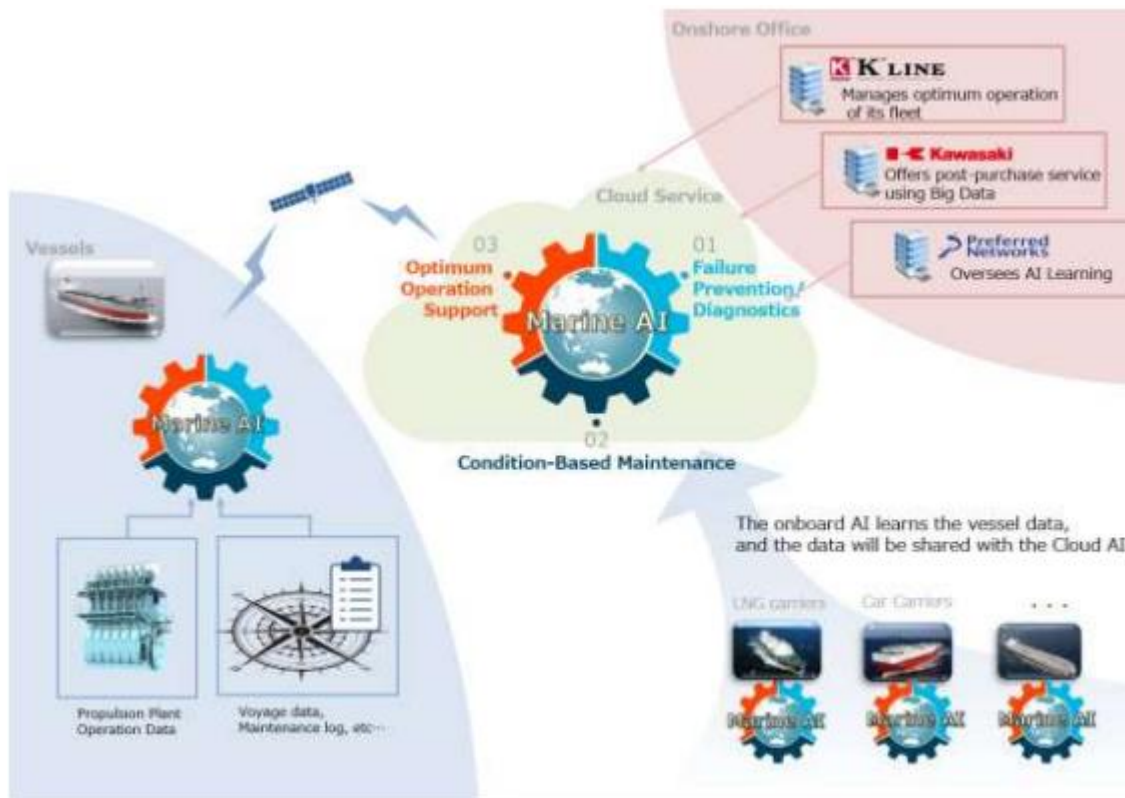 Onshore Office
K "K" LINE
Manages optimum operation
of its fleet
Kawasaki
Offers post-purchase service
using Big Data
Preferred
Networks
Oversees AI Learning
Cloud Service
03
Optimum
Operation
Support
01
Failure
Prevention/
Diagnostics
Marine AI
02
Condition-Based Maintenance
Vessels
Marine AI
Propulsion Plant
Operation Data
Voyage data,
Maintenance log, etc…
The onboard AI learns the vessel data,
and the data will be shared with the Cloud AI
LNG carriers
Car Carriers
. . .
Marine AI
Marine AI
Marine AI